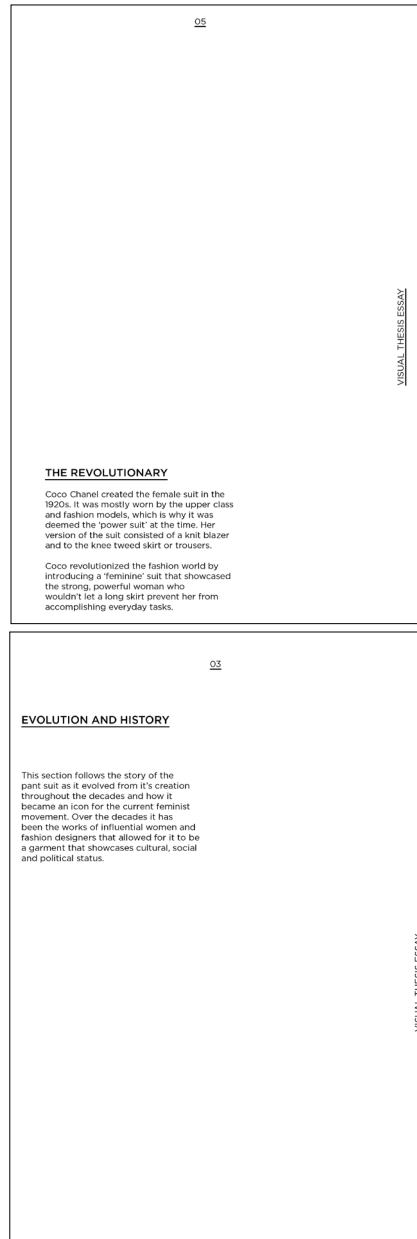 05
VISUAL THESIS ESSAY
THE REVOLUTIONARY
Coco Chanel created the female suit in the
1920s. It was mostly worn by the upper class
and fashion models, which is why it was
deemed the 'power suit' at the time. Her
version of the suit consisted of a knit blazer
and to the knee tweed skirt or trousers.
Coco revolutionized the fashion world by
introducing a 'feminine' suit that showcased
the strong, powerful woman who
wouldn't let a long skirt prevent her from
accomplishing everyday tasks.
03
EVOLUTION AND HISTORY
This section follows the story of the
pant suit as it evolved from it's creation
throughout the decades and how it
became an icon for the current feminist
movement. Over the decades it has
been the works of influential women and
fashion designers that allowed for it to be
a garment that showcases cultural, social
and political status.
VISUAL THESIS ESSAY